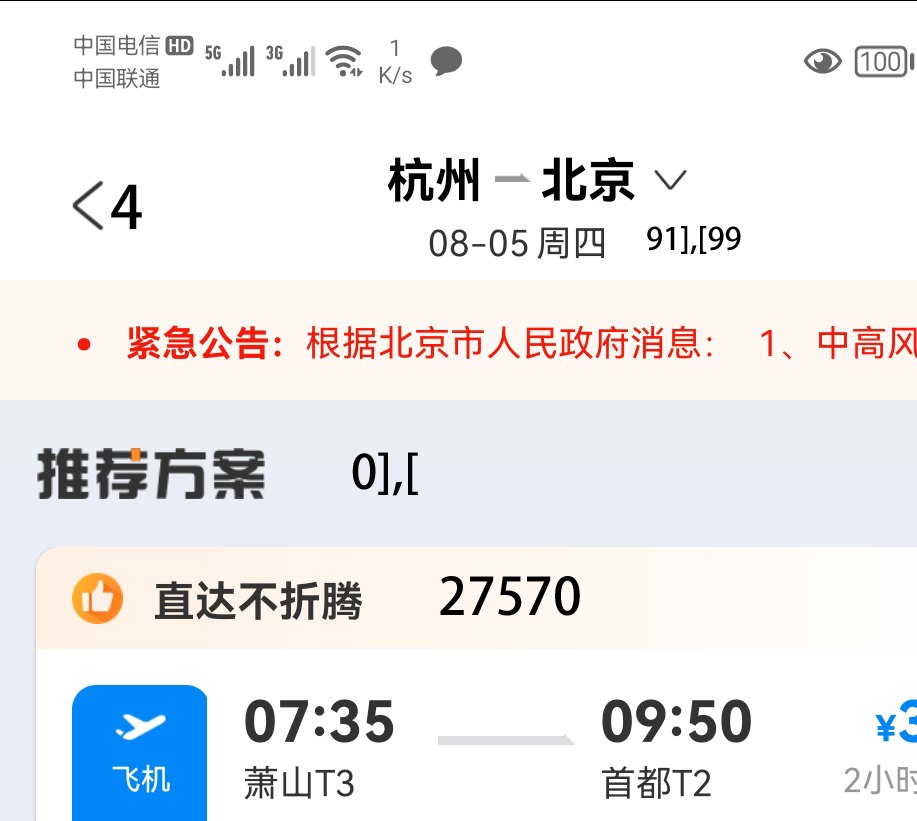 中国电信 HD 5G 3G 1 K/s 100
中国联通
4 杭州 北京
08-05 周四 91],[99
紧急公告： 根据北京市人民政府消息： 1、中高风
推荐方案 0],[
直达不折腾 27570
07:35 09:50 ¥3
飞机 萧山T3 首都T2 2小时